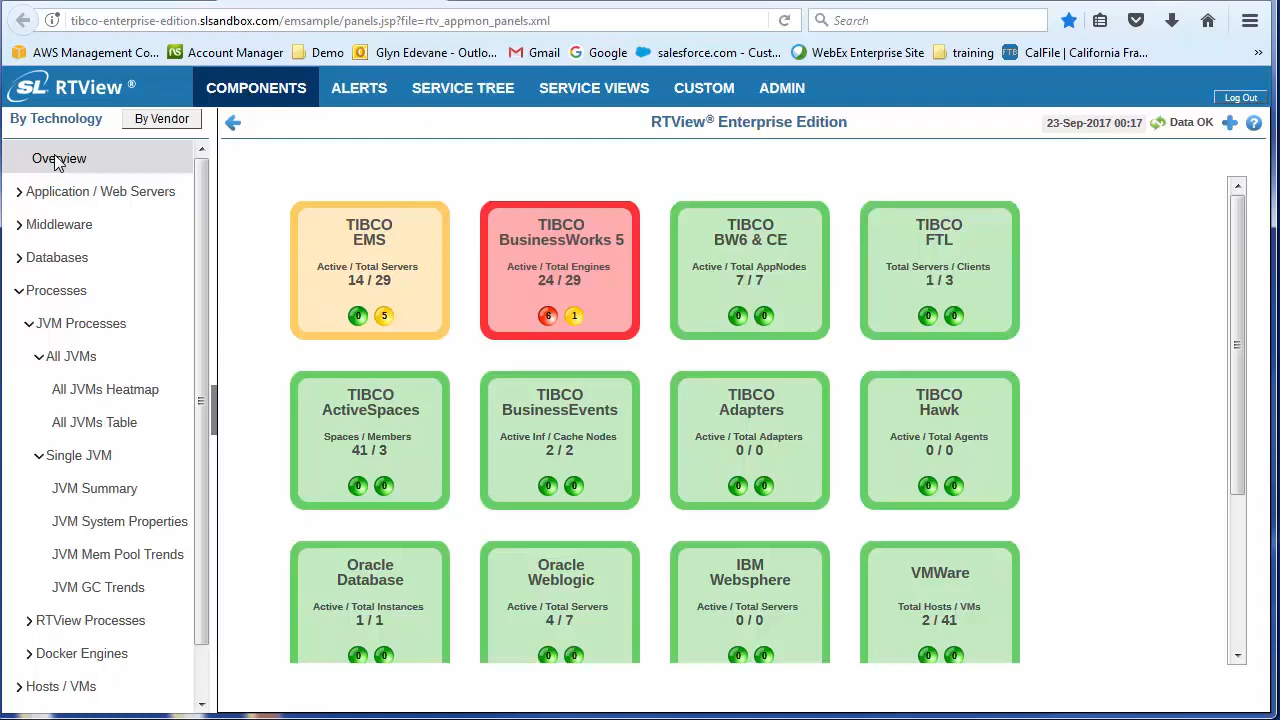 tibco-enterprise-edition.slsandbox.com/emsample/panels.jsp?file=rtv_appmon_panels.xml
Search
AWS Management Co...
Account Manager
Demo
Glyn Edevane - Outlo...
Gmail
Google
salesforce.com - Cust...
WebEx Enterprise Site
training
CalFile | California Fra...
SL RTView ®
COMPONENTS
ALERTS
SERVICE TREE
SERVICE VIEWS
CUSTOM
ADMIN
Log Out
By Technology
By Vendor
RTView® Enterprise Edition
23-Sep-2017 00:17
Data OK
Overview
Application / Web Servers
Middleware
Databases
Processes
JVM Processes
All JVMs
All JVMs Heatmap
All JVMs Table
Single JVM
JVM Summary
JVM System Properties
JVM Mem Pool Trends
JVM GC Trends
RTView Processes
Docker Engines
Hosts / VMs
TIBCO
EMS
Active / Total Servers
14 / 29
0 5
TIBCO
BusinessWorks 5
Active / Total Engines
24 / 29
6 1
TIBCO
BW6 & CE
Active / Total AppNodes
7 / 7
0 0
TIBCO
FTL
Total Servers / Clients
1 / 3
0 0
TIBCO
ActiveSpaces
Spaces / Members
41 / 3
0 0
TIBCO
BusinessEvents
Active Inf / Cache Nodes
2 / 2
0 0
TIBCO
Adapters
Active / Total Adapters
0 / 0
0 0
TIBCO
Hawk
Active / Total Agents
0 / 0
0 0
Oracle
Database
Active / Total Instances
1 / 1
0 0
Oracle
Weblogic
Active / Total Servers
4 / 7
0 0
IBM
Websphere
Active / Total Servers
0 / 0
0 0
VMWare
Total Hosts / VMs
2 / 41
0 0